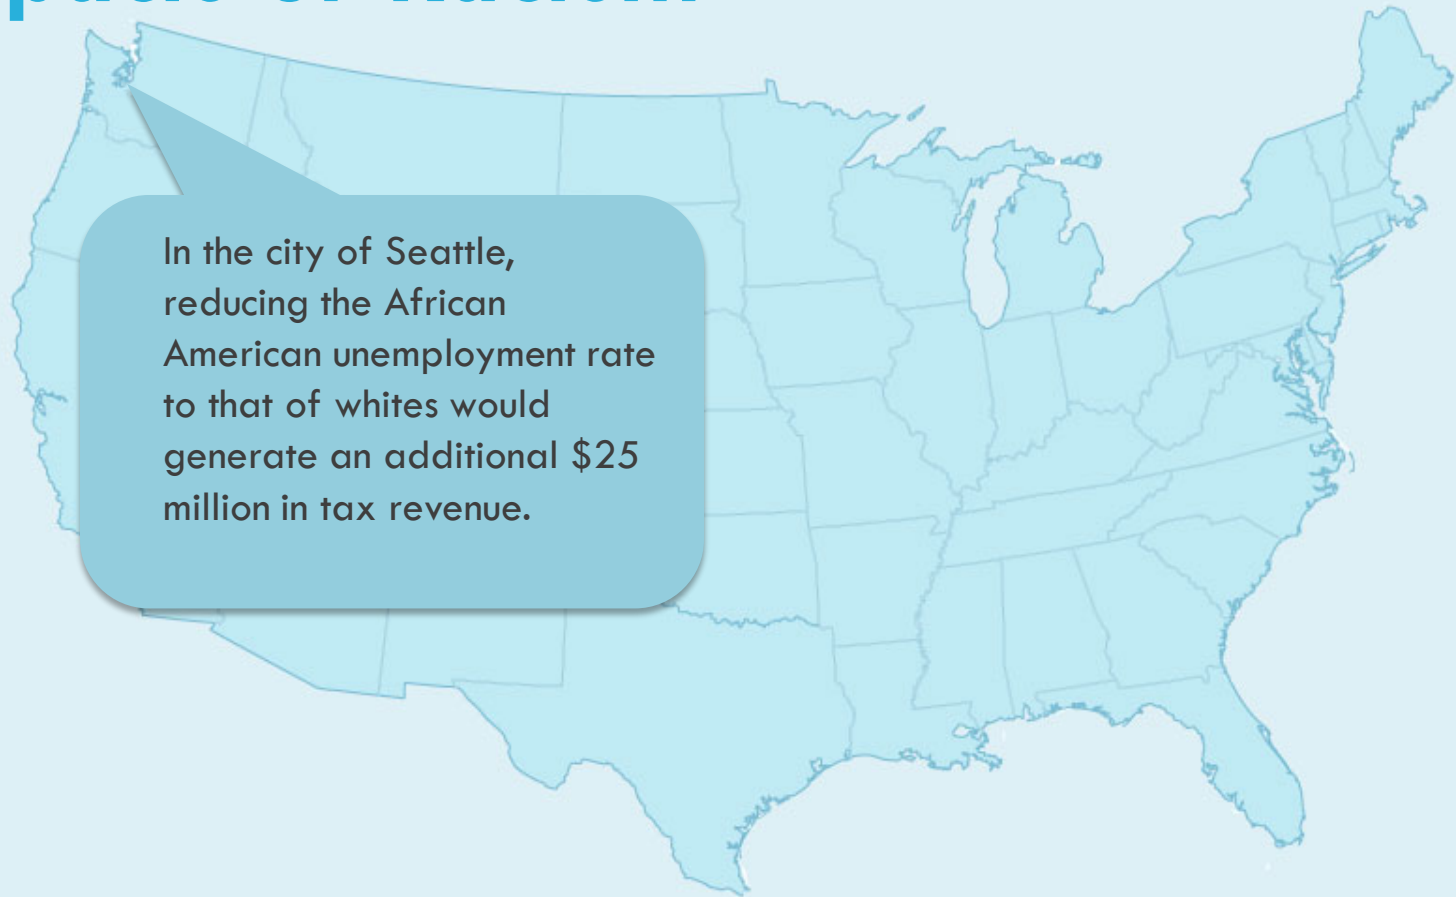 In the city of Seattle,
reducing the African
American unemployment rate
to that of whites would
generate an additional $25
million in tax revenue.